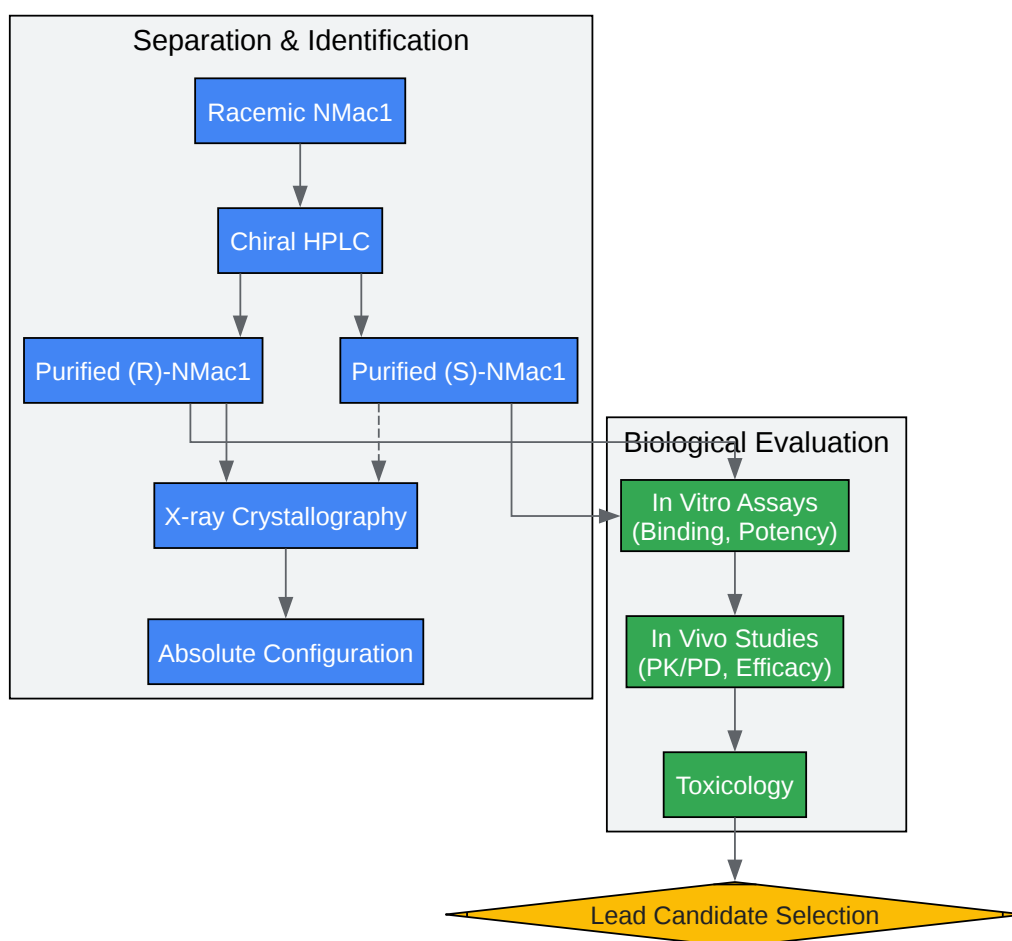 Separation & Identification
Racemic NMac1
Chiral HPLC
Purified (R)-NMac1
Purified (S)-NMac1
X-ray Crystallography
Absolute Configuration
Biological Evaluation
In Vitro Assays
(Binding, Potency)
In Vivo Studies
(PK/PD, Efficacy)
Toxicology
Lead Candidate Selection